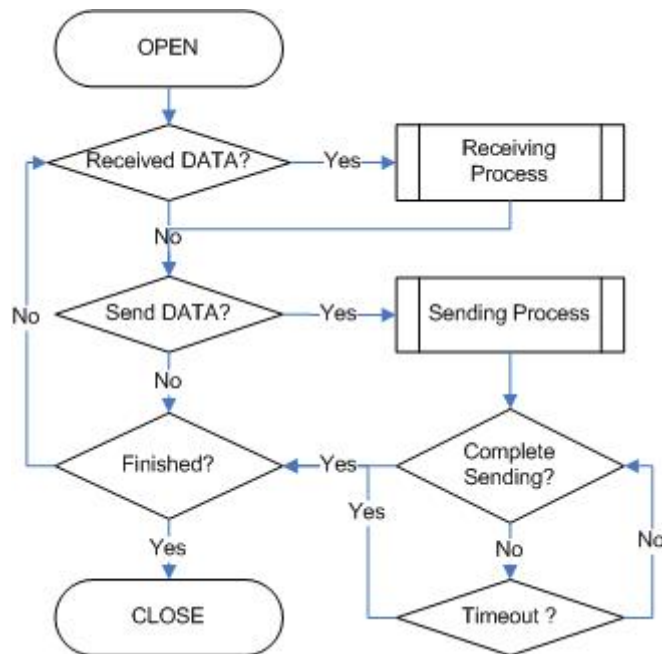 OPEN
Received DATA?
Yes
Receiving
Process
No
Send DATA?
Yes
Sending Process
No
No
Finished?
Yes
Complete
Sending?
Yes
No
No
Yes
CLOSE
Timeout ?